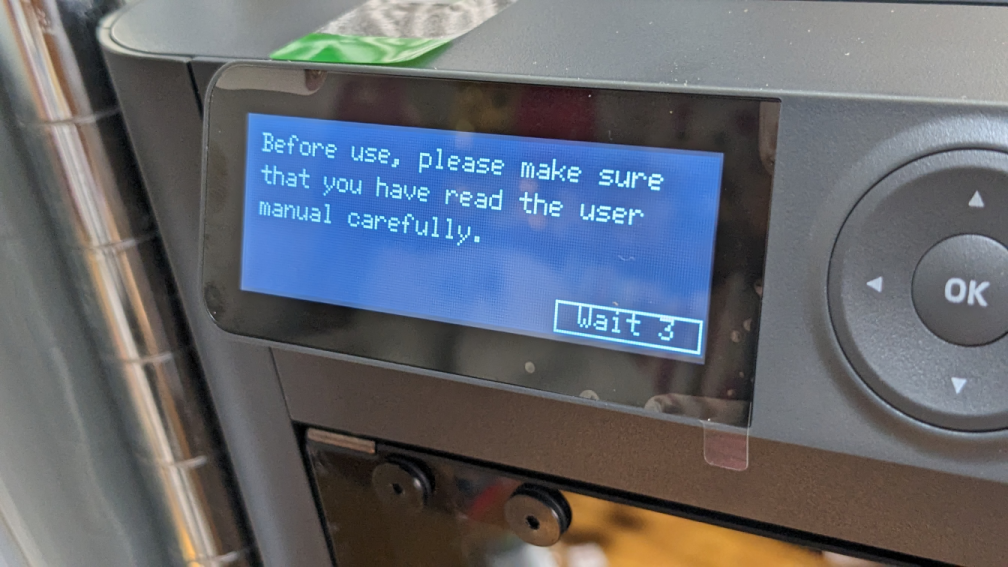 Before use, please make sure
that you have read the user
manual carefully.
Wait 3
OK